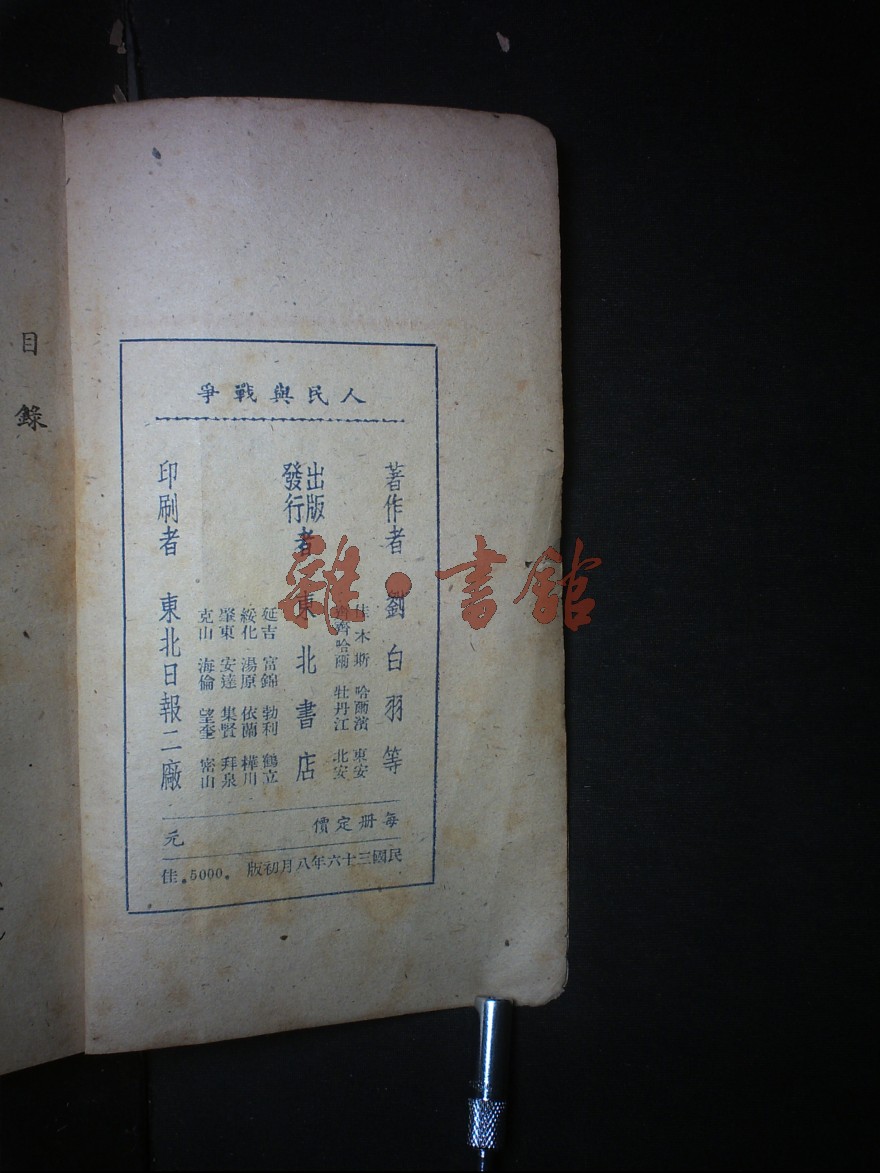 人民與戰爭
著作者 劉白羽等
出版
發行者 東北書店
佳木斯 哈爾濱 東安
齊齊哈爾 牡丹江 北安
延吉 富錦 勃利 鶴立
綏化 湯原 依蘭 樺川
肇東 安達 集賢 拜泉
克山 海倫 望奎 密山
印刷者 東北日報二廠
每册定價 元
民國三十六年八月初版 .5000.佳
目錄
雜·書館